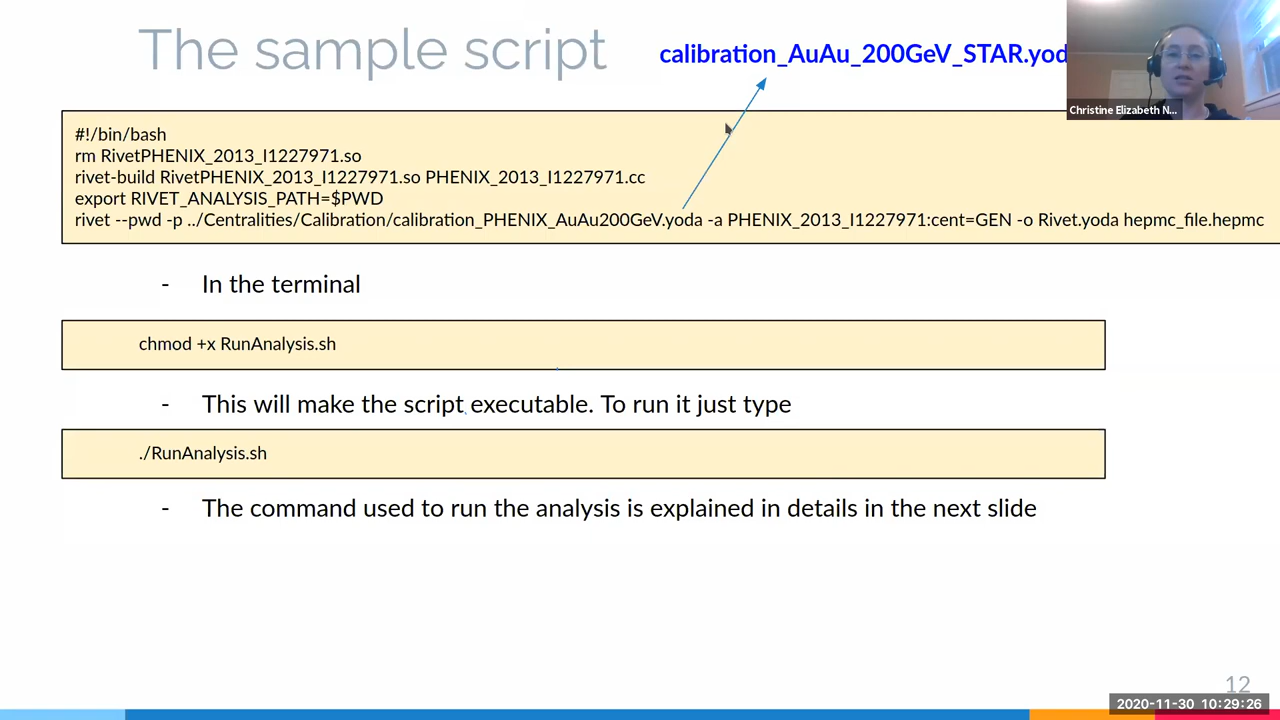 The sample script
calibration_AuAu_200GeV_STAR.yod
Christine Elizabeth N...
#!/bin/bash
rm RivetPHENIX_2013_I1227971.so
rivet-build RivetPHENIX_2013_I1227971.so PHENIX_2013_I1227971.cc
export RIVET_ANALYSIS_PATH=$PWD
rivet --pwd -p ../Centralities/Calibration/calibration_PHENIX_AuAu200GeV.yoda -a PHENIX_2013_I1227971:cent=GEN -o Rivet.yoda hepmc_file.hepmc
- In the terminal
chmod +x RunAnalysis.sh
- This will make the script executable. To run it just type
./RunAnalysis.sh
- The command used to run the analysis is explained in details in the next slide
12
2020-11-30 10:29:26